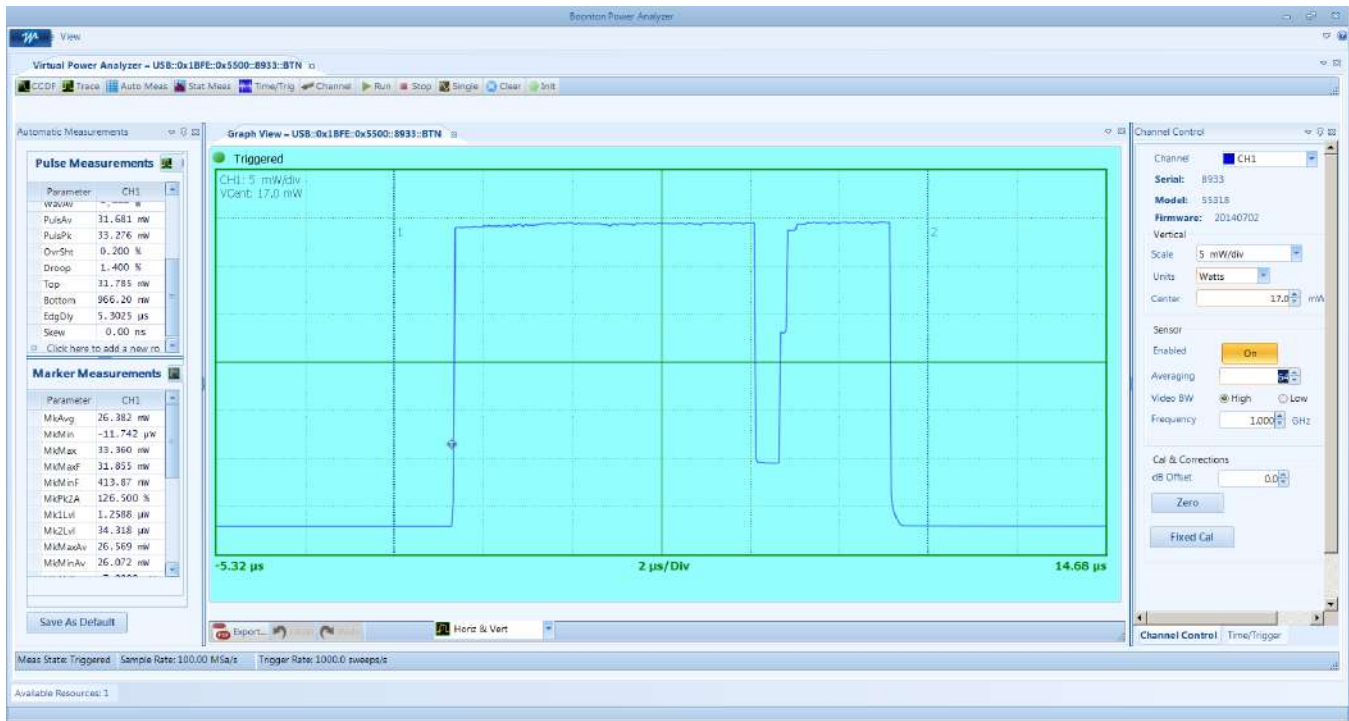 Boonton Power Analyzer
View
Virtual Power Analyzer – USB::0x1BFE::0x5500::8933::BTN
CCDF Trace Auto Meas Stat Meas Time/Trig Channel Run Stop Single Clear Init
Automatic Measurements
Pulse Measurements
Parameter CH1
PulsAv 31.681 mW
PulsPk 33.276 mW
OvrSht 0.200 %
Droop 1.400 %
Top 31.785 mW
Bottom 966.20 nW
EdgDly 5.3025 µs
Skew 0.00 ns
Click here to add a new ro
Marker Measurements
Parameter CH1
MkAvg 26.382 mW
MkMin -11.742 µW
MkMax 33.360 mW
MkMaxF 31.855 mW
MkMinF 413.87 nW
MkPk2A 126.500 %
Mk1Lvl 1.2588 µW
Mk2Lvl 34.318 µW
MkMaxAv 26.569 mW
MkMinAv 26.072 mW
Save As Default
Graph View – USB::0x1BFE::0x5500::8933::BTN
Triggered
CH1: 5 mW/div
VCent: 17.0 mW
1
2
-5.32 µs 2 µs/Div 14.68 µs
Export... Horiz & Vert
Channel Control
Channel CH1
Serial: 8933
Model: 55318
Firmware: 20140702
Vertical
Scale 5 mW/div
Units Watts
Center 17.0 mW
Sensor
Enabled On
Averaging 64
Video BW High Low
Frequency 1.000 GHz
Cal & Corrections
dB Offset 0.0
Zero
Fixed Cal
Channel Control Time/Trigger
Meas State: Triggered Sample Rate: 100.00 MSa/s Trigger Rate: 1000.0 sweeps/s
Available Resources: 1